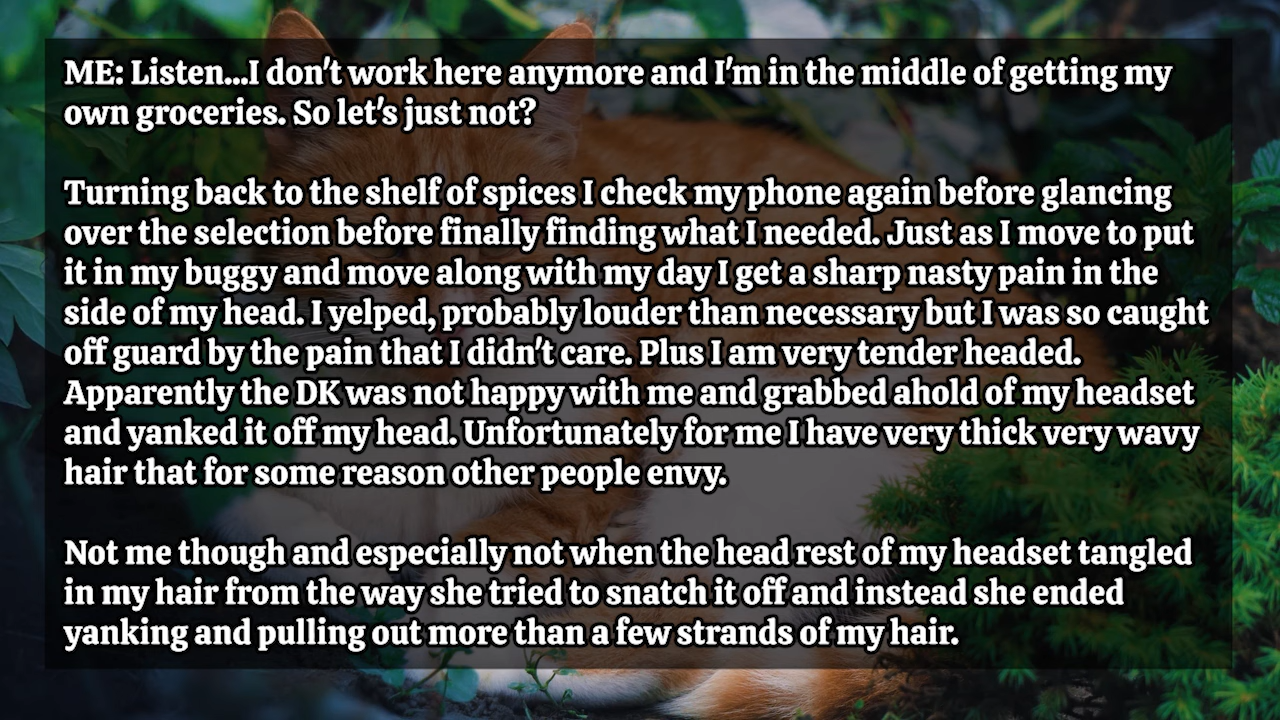 ME: Listen...I don't work here anymore and I'm in the middle of getting my
own groceries. So let's just not?
Turning back to the shelf of spices I check my phone again before glancing
over the selection before finally finding what I needed. Just as I move to put
it in my buggy and move along with my day I get a sharp nasty pain in the
side of my head. I yelped, probably louder than necessary but I was so caught
off guard by the pain that I didn't care. Plus I am very tender headed.
Apparently the DK was not happy with me and grabbed ahold of my headset
and yanked it off my head. Unfortunately for me I have very thick very wavy
hair that for some reason other people envy.
Not me though and especially not when the head rest of my headset tangled
in my hair from the way she tried to snatch it off and instead she ended
yanking and pulling out more than a few strands of my hair.